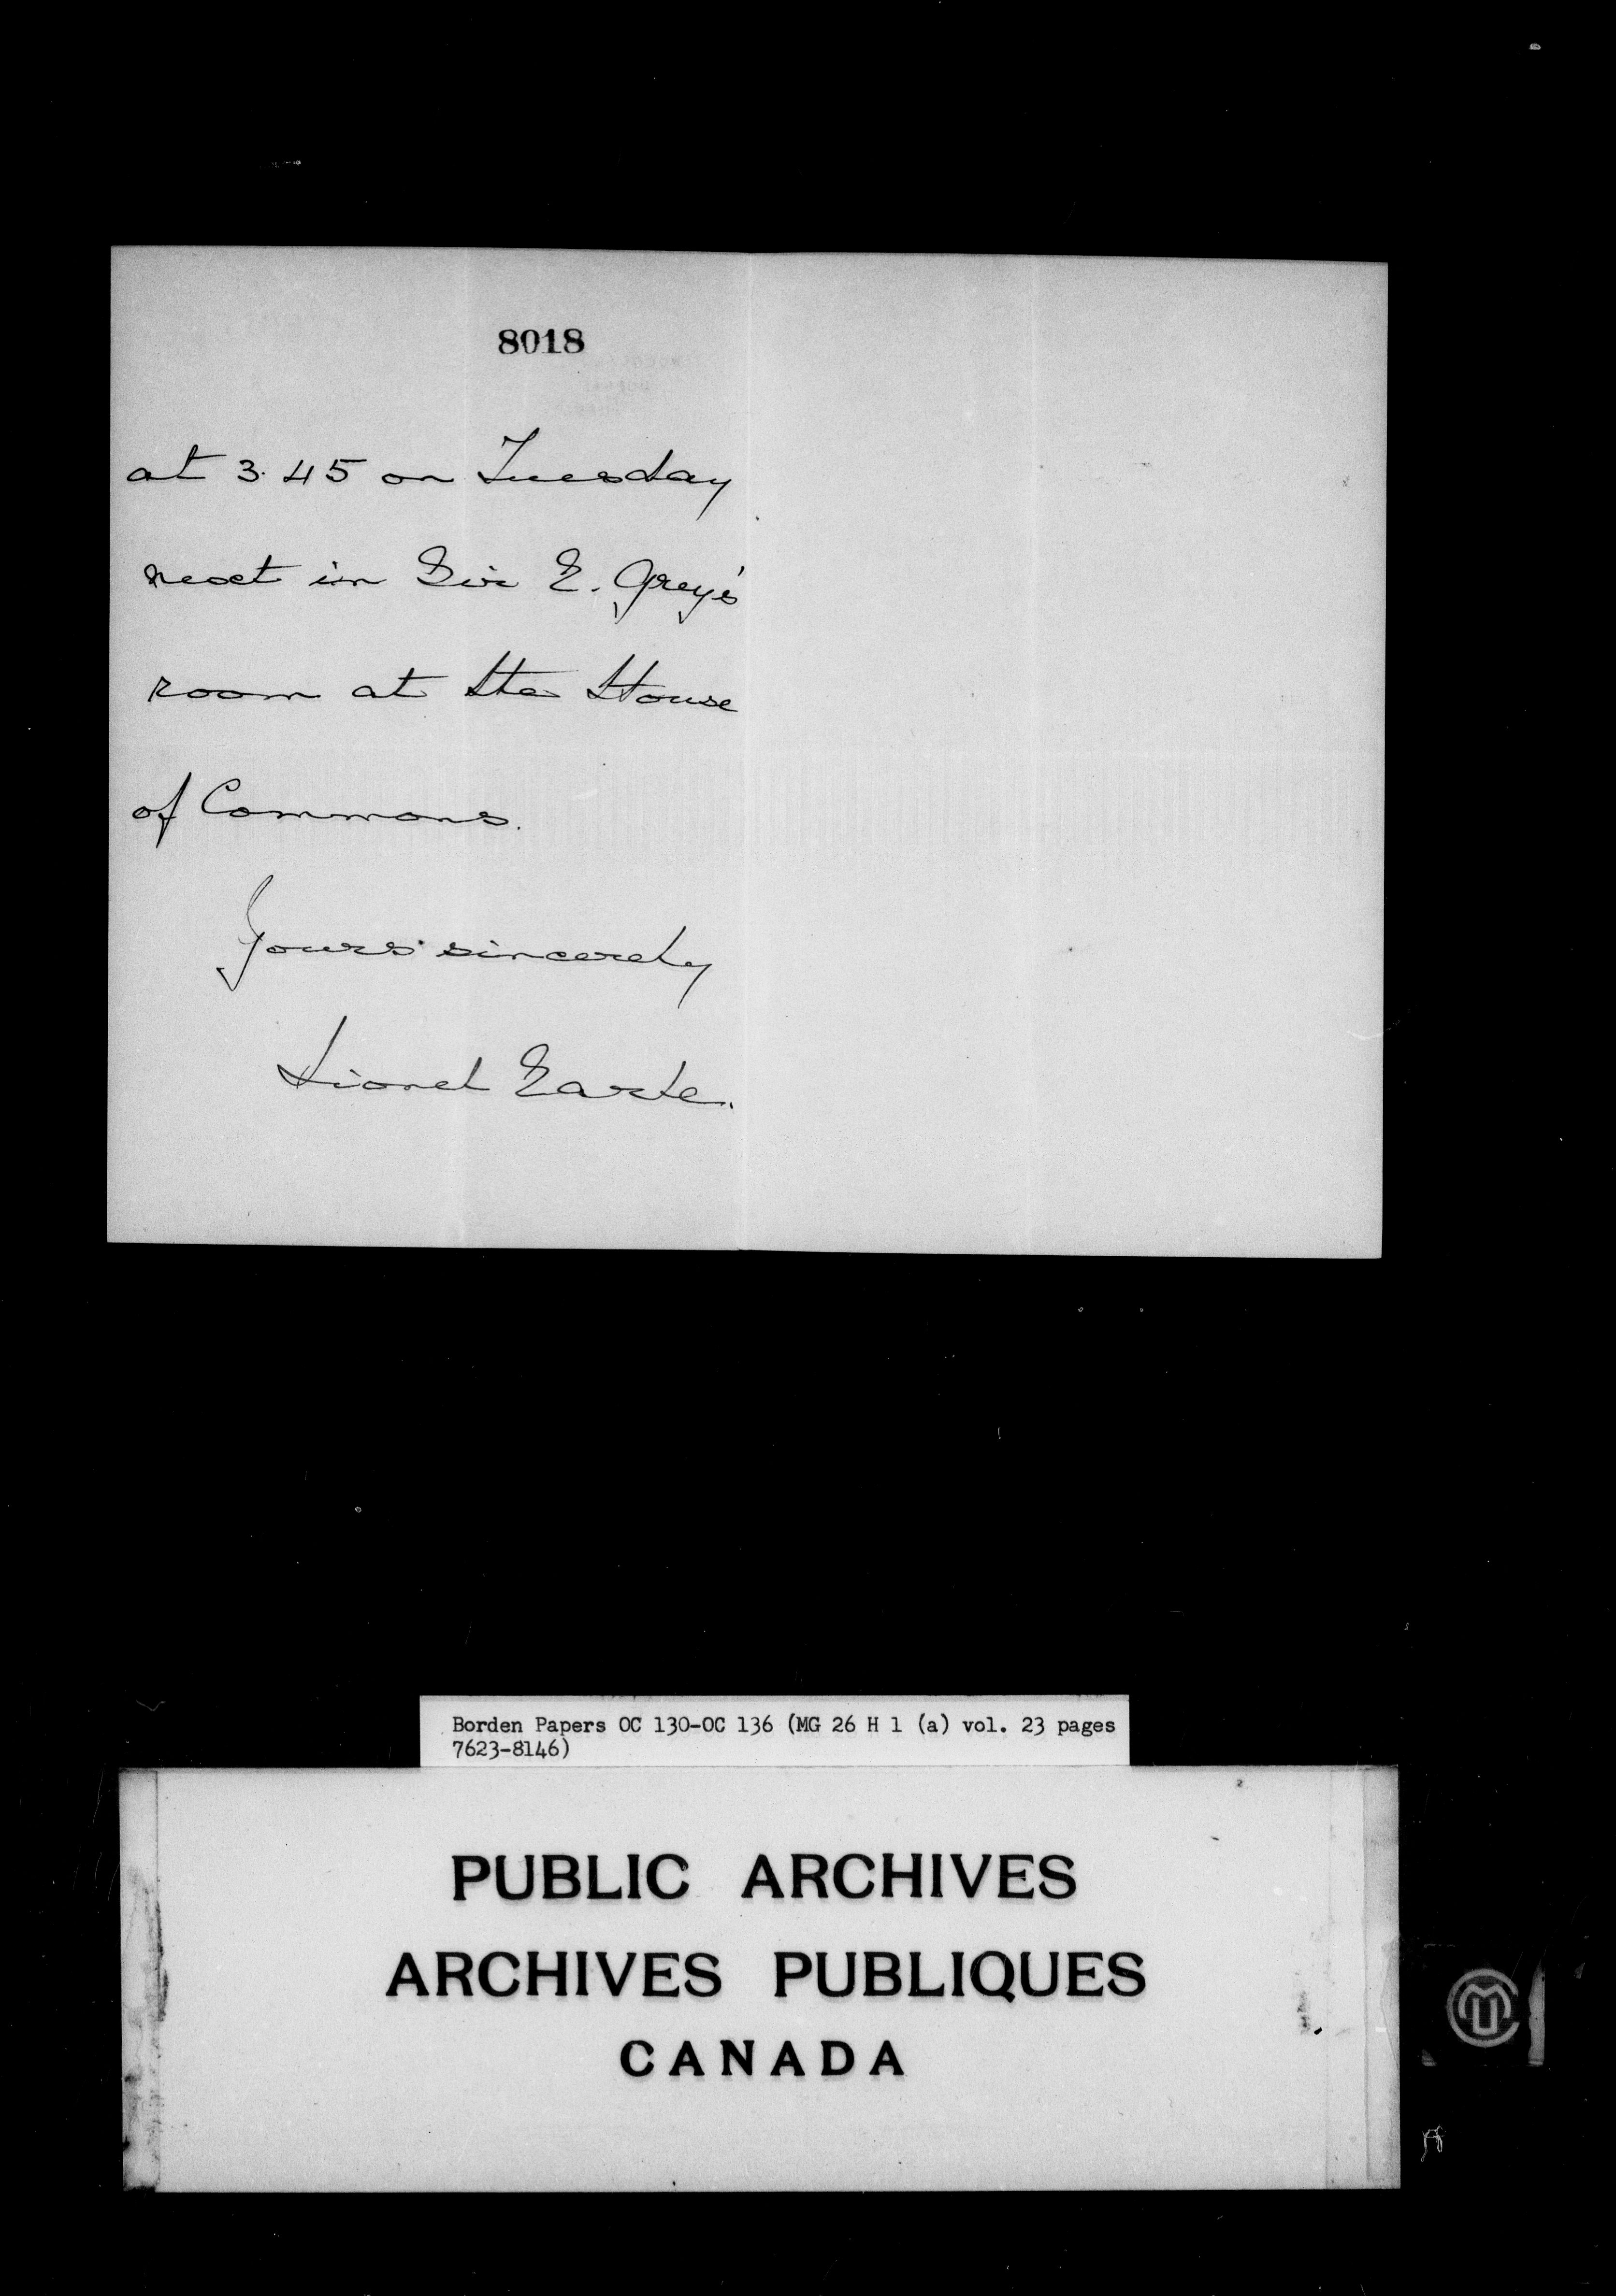 8018
at 3.45 on Tuesday
next in Sir E. Grey's
room at the House
of Commons.
Yours sincerely
Lionel Earle.
Borden Papers OC 130-OC 136 (MG 26 H 1 (a) vol. 23 pages
7623-8146)
PUBLIC ARCHIVES
ARCHIVES PUBLIQUES
CANADA